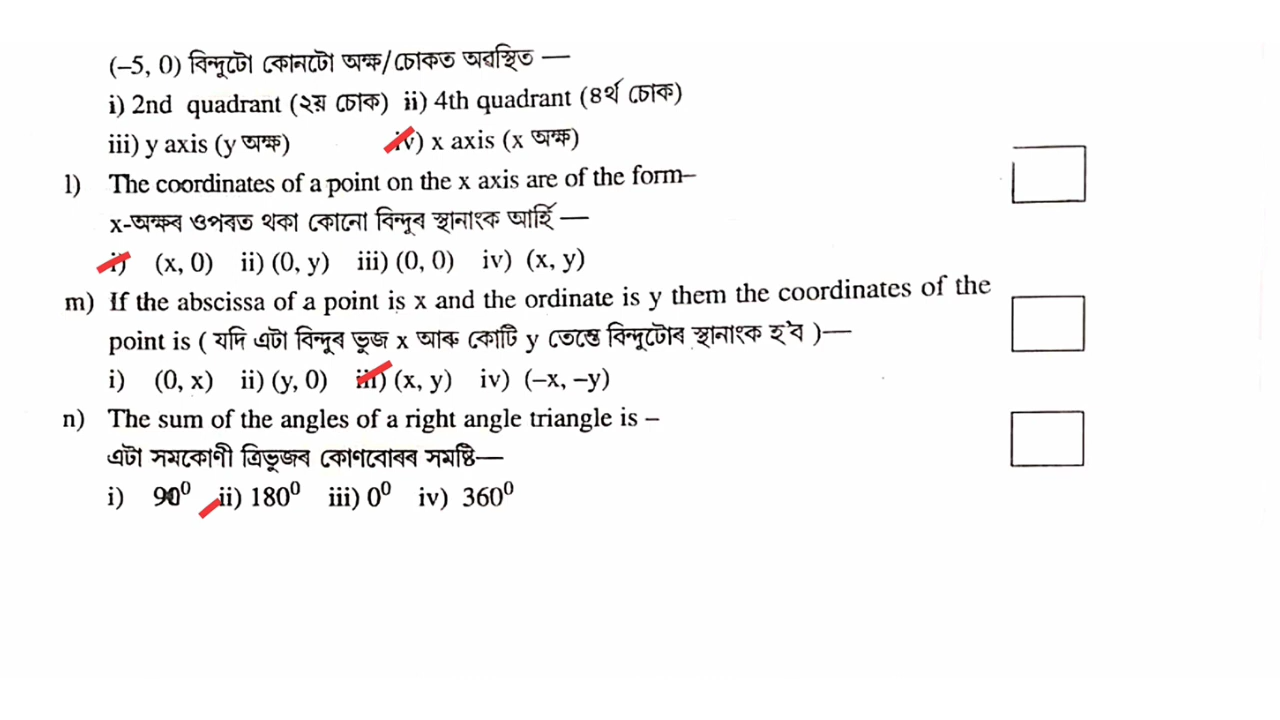 (–5, 0) বিন্দুটো কোনটো অক্ষ/চোকত অৱস্থিত —
i) 2nd quadrant (২য় চোক) ii) 4th quadrant (৪ৰ্থ চোক)
iii) y axis (y অক্ষ) iv) x axis (x অক্ষ)
l) The coordinates of a point on the x axis are of the form–
x-অক্ষৰ ওপৰত থকা কোনো বিন্দুৰ স্থানাংক আৰ্হি —
i) (x, 0) ii) (0, y) iii) (0, 0) iv) (x, y)
m) If the abscissa of a point is x and the ordinate is y them the coordinates of the
point is ( যদি এটা বিন্দুৰ ভুজ x আৰু কোটি y তেন্তে বিন্দুটোৰ স্থানাংক হ'ব )—
i) (0, x) ii) (y, 0) iii) (x, y) iv) (–x, –y)
n) The sum of the angles of a right angle triangle is –
এটা সমকোণী ত্ৰিভুজৰ কোণবোৰৰ সমষ্টি—
i) 90⁰ ii) 180⁰ iii) 0⁰ iv) 360⁰